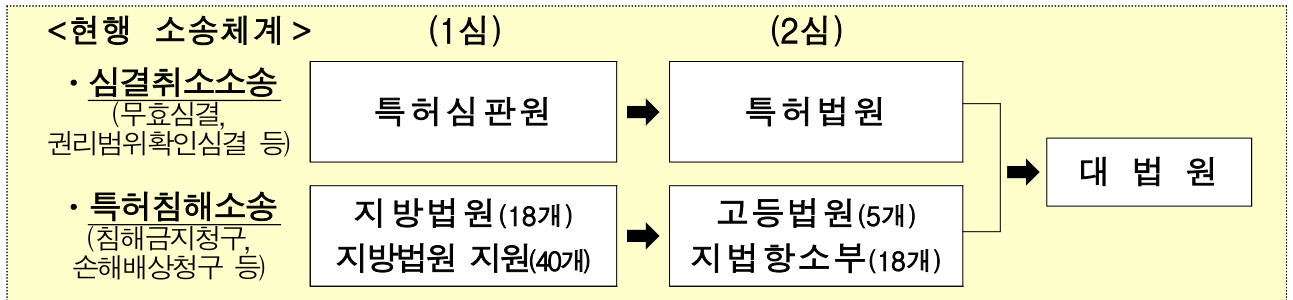 <현행 소송체계> (1심) (2심)
· 심결취소소송
(무효심결,
권리범위확인심결 등)
특허심판원
특허법원
대 법 원
· 특허침해소송
(침해금지청구,
손해배상청구 등)
지방법원(18개)
지방법원 지원(40개)
고등법원(5개)
지법항소부(18개)